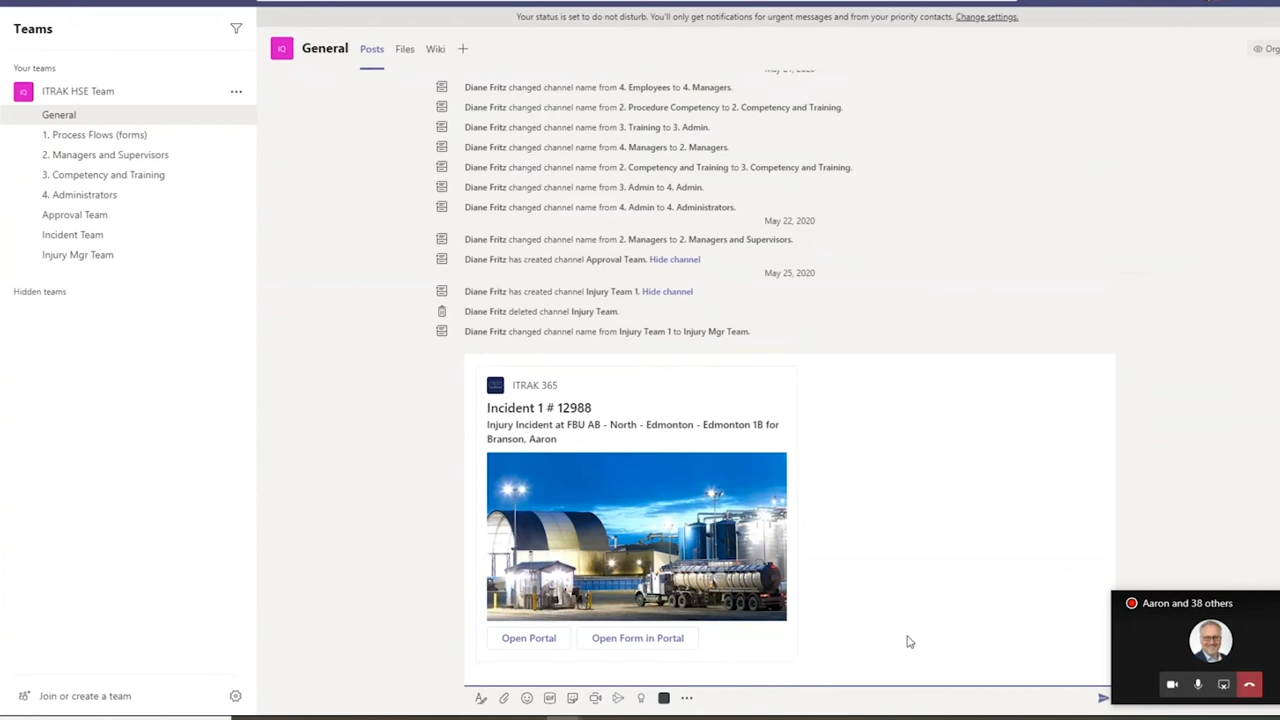 Your status is set to do not disturb. You'll only get notifications for urgent messages and from your priority contacts. Change settings.
Teams
Your teams
IQ ITRAK HSE Team
General
1. Process Flows (forms)
2. Managers and Supervisors
3. Competency and Training
4. Administrators
Approval Team
Incident Team
Injury Mgr Team
Hidden teams
Join or create a team
IQ General Posts Files Wiki
Org
May 21, 2020
Diane Fritz changed channel name from 4. Employees to 4. Managers.
Diane Fritz changed channel name from 2. Procedure Competency to 2. Competency and Training.
Diane Fritz changed channel name from 3. Training to 3. Admin.
Diane Fritz changed channel name from 4. Managers to 2. Managers.
Diane Fritz changed channel name from 2. Competency and Training to 3. Competency and Training.
Diane Fritz changed channel name from 3. Admin to 4. Admin.
Diane Fritz changed channel name from 4. Admin to 4. Administrators.
May 22, 2020
Diane Fritz changed channel name from 2. Managers to 2. Managers and Supervisors.
Diane Fritz has created channel Approval Team. Hide channel
May 25, 2020
Diane Fritz has created channel Injury Team 1. Hide channel
Diane Fritz deleted channel Injury Team.
Diane Fritz changed channel name from Injury Team 1 to Injury Mgr Team.
ITRAK 365
Incident 1 # 12988
Injury Incident at FBU AB - North - Edmonton - Edmonton 1B for
Branson, Aaron
Open Portal Open Form in Portal
GIF
Aaron and 38 others